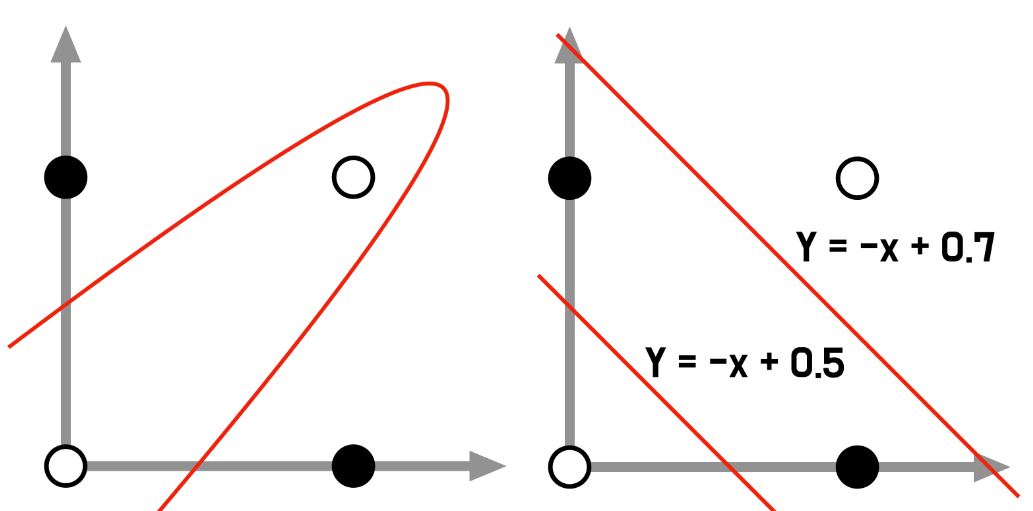 Y = -x + 0.7
Y = -x + 0.5